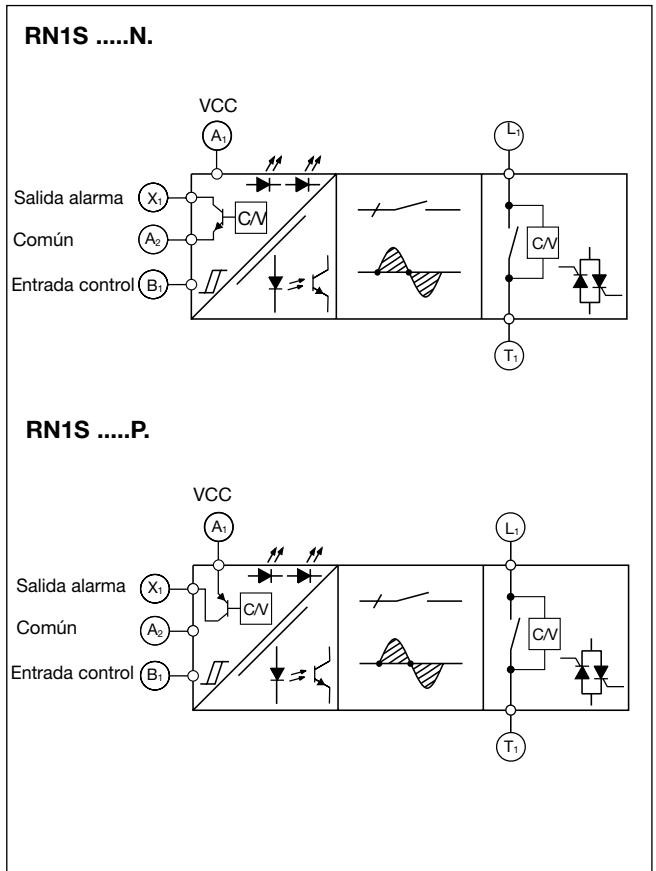 RN1S .....N.
VCC
A1
L1
Salida alarma X1
C/V
Común A2
C/V
Entrada control B1
T1
RN1S .....P.
VCC
A1
L1
Salida alarma X1
C/V
Común A2
C/V
Entrada control B1
T1